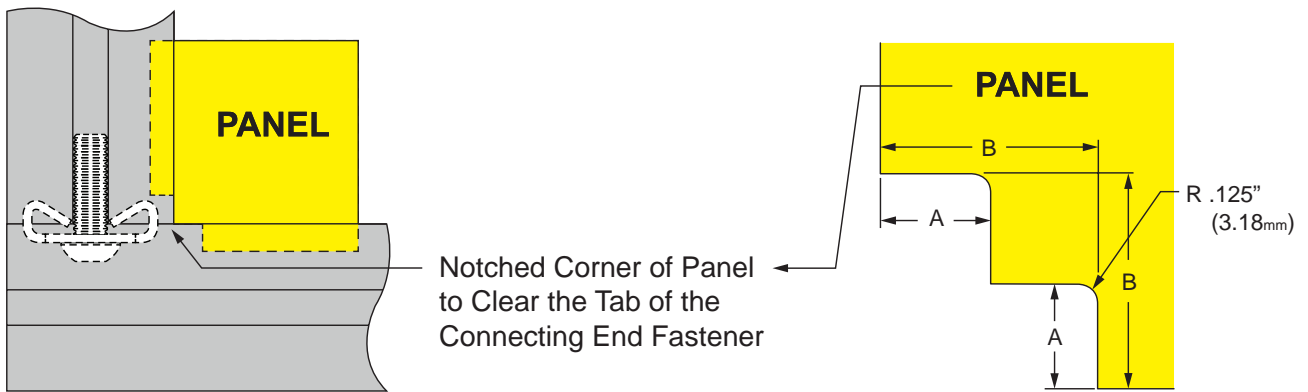 PANEL
Notched Corner of Panel
to Clear the Tab of the
Connecting End Fastener
PANEL
B
A
R .125”
(3.18mm)
B
A